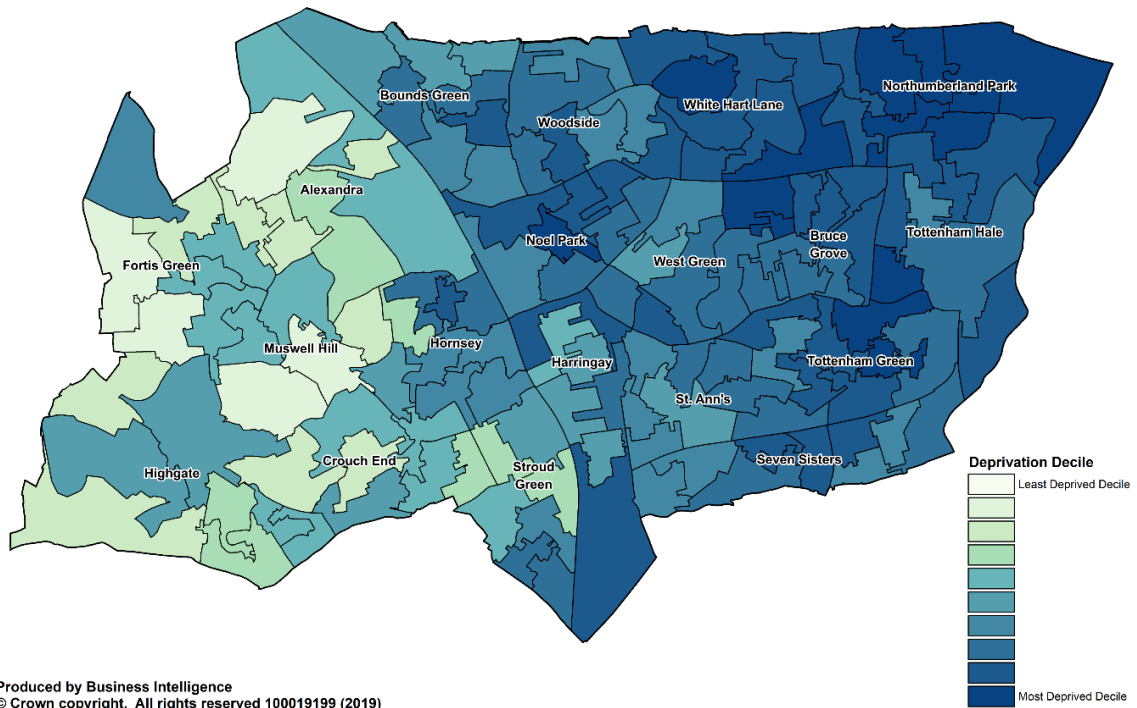 Northumberland Park
Bounds Green
White Hart Lane
Woodside
Alexandra
Noel Park
Bruce
Grove
Tottenham Hale
West Green
Fortis Green
Muswell Hill
Hornsey
Harringay
Tottenham Green
St. Ann's
Crouch End
Seven Sisters
Highgate
Stroud
Green
Deprivation Decile
Least Deprived Decile
Most Deprived Decile
Produced by Business Intelligence
© Crown copyright. All rights reserved 100019199 (2019)